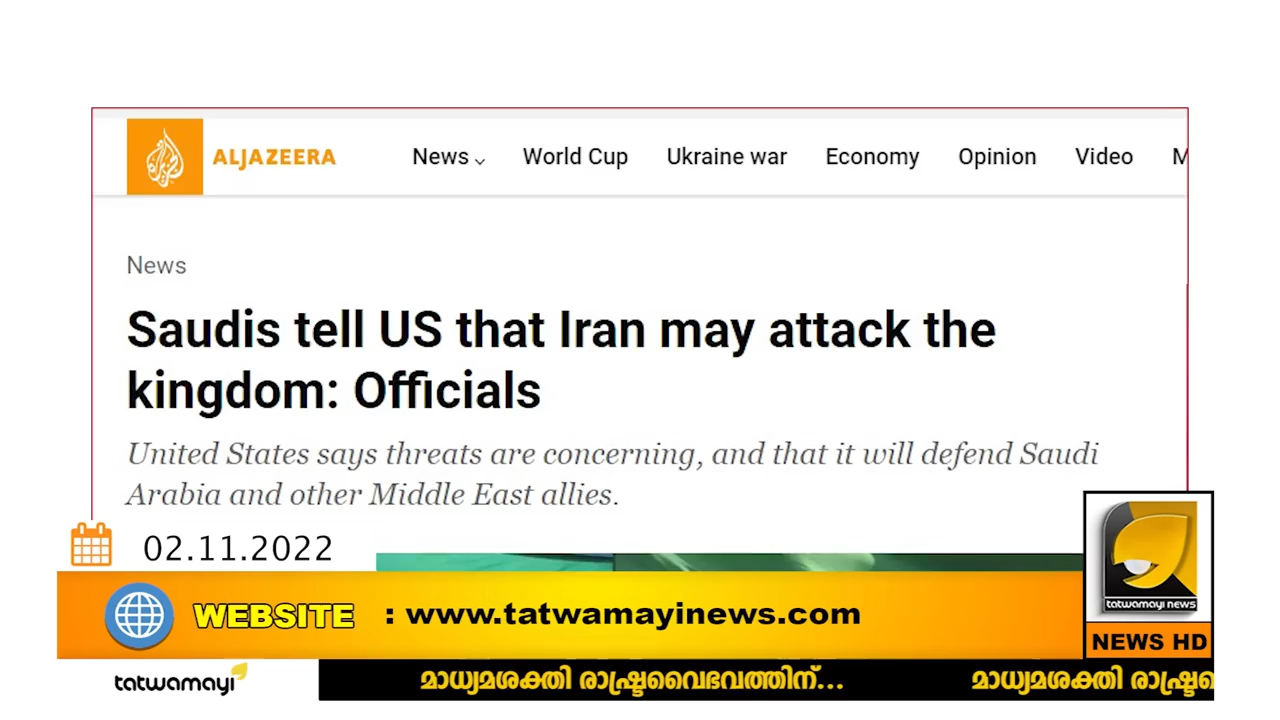 ALJAZEERA News World Cup Ukraine war Economy Opinion Video M
News
Saudis tell US that Iran may attack the
kingdom: Officials
United States says threats are concerning, and that it will defend Saudi
Arabia and other Middle East allies.
02.11.2022
WEBSITE : www.tatwamayinews.com
tatwamayi news
NEWS HD
tatwamayi മാധ്യമശക്തി രാഷ്ട്രവൈഭവത്തിന്... മാധ്യമശക്തി